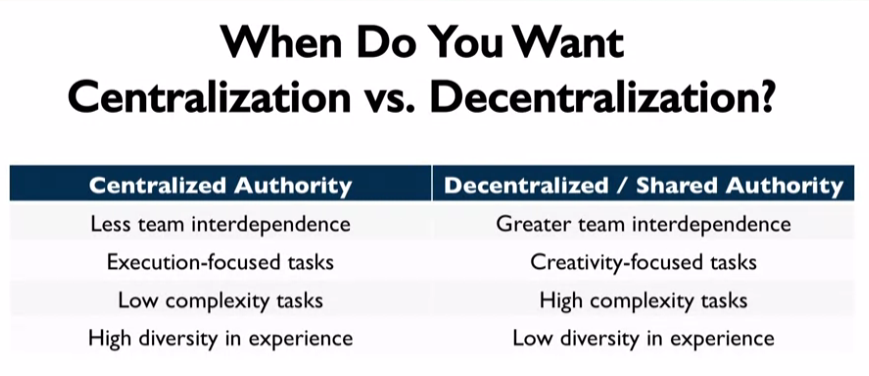 When Do You Want
Centralization vs. Decentralization?
Centralized Authority Decentralized / Shared Authority
Less team interdependence Greater team interdependence
Execution-focused tasks Creativity-focused tasks
Low complexity tasks High complexity tasks
High diversity in experience Low diversity in experience